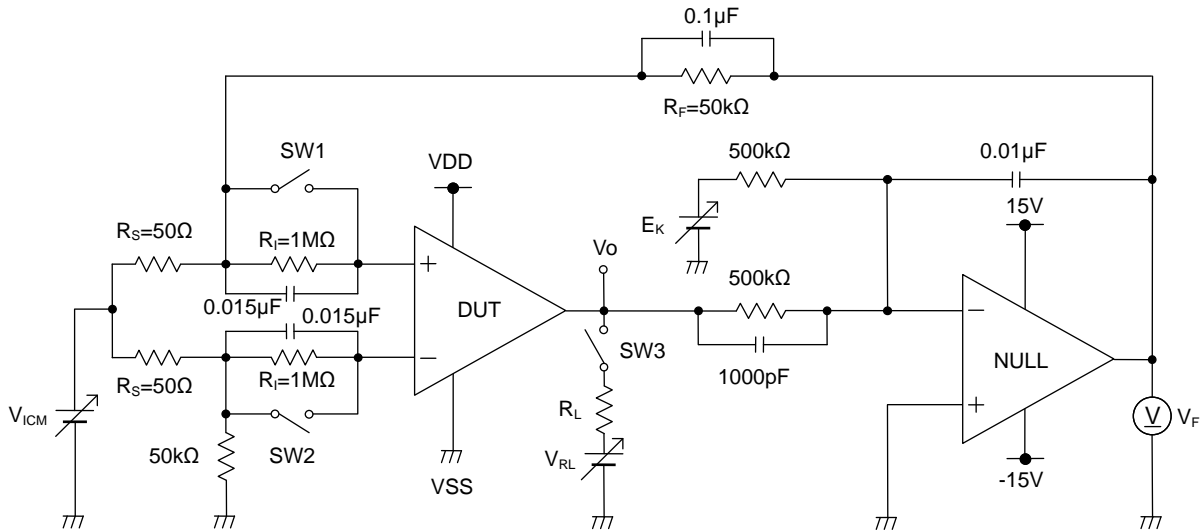 0.1µF
R_F=50kΩ
SW1
VDD
500kΩ
0.01µF
15V
E_K
R_S=50Ω
R_I=1MΩ
Vo
0.015µF
0.015µF
+
DUT
−
500kΩ
−
NULL
+
1000pF
SW3
R_S=50Ω
R_I=1MΩ
V_ICM
R_L
V
V_F
50kΩ
SW2
V_RL
VSS
-15V